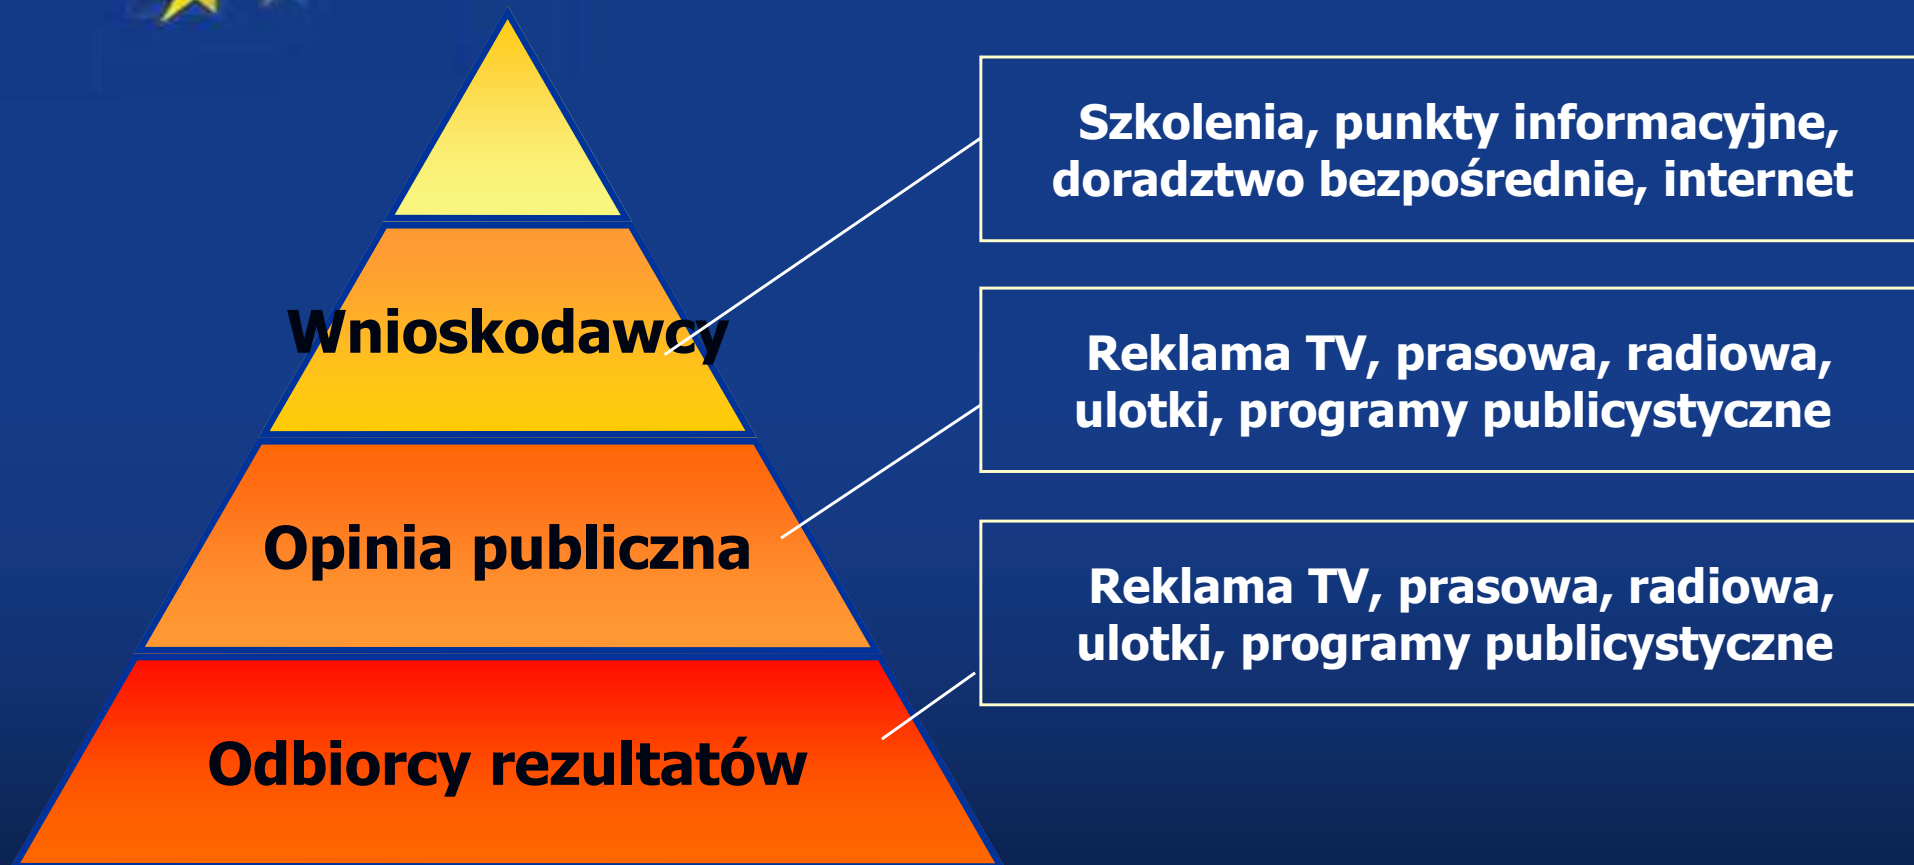 Szkolenia, punkty informacyjne,
doradztwo bezpośrednie, internet
Wnioskodawcy
Reklama TV, prasowa, radiowa,
ulotki, programy publicystyczne
Opinia publiczna
Reklama TV, prasowa, radiowa,
ulotki, programy publicystyczne
Odbiorcy rezultatów